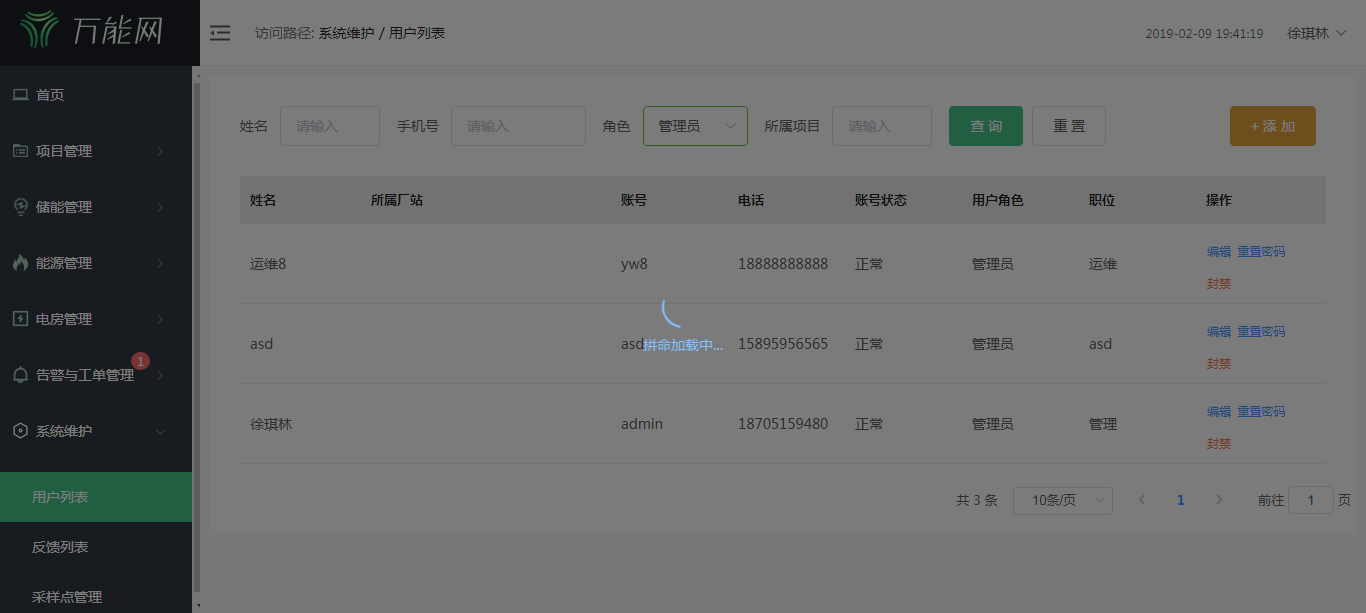 万能网
访问路径: 系统维护 / 用户列表
2019-02-09 19:41:19
徐琪林
首页
项目管理
储能管理
能源管理
电房管理
告警与工单管理
1
系统维护
用户列表
反馈列表
采样点管理
姓名 请输入 手机号 请输入 角色 管理员 所属项目 请输入 查 询 重 置 + 添 加
姓名 所属厂站 账号 电话 账号状态 用户角色 职位 操作
运维8 yw8 18888888888 正常 管理员 运维 编辑 重置密码
封禁
asd asd 15895956565 正常 管理员 asd 编辑 重置密码
封禁
拼命加载中...
徐琪林 admin 18705159480 正常 管理员 管理 编辑 重置密码
封禁
共 3 条 10条/页 1 前往 1 页